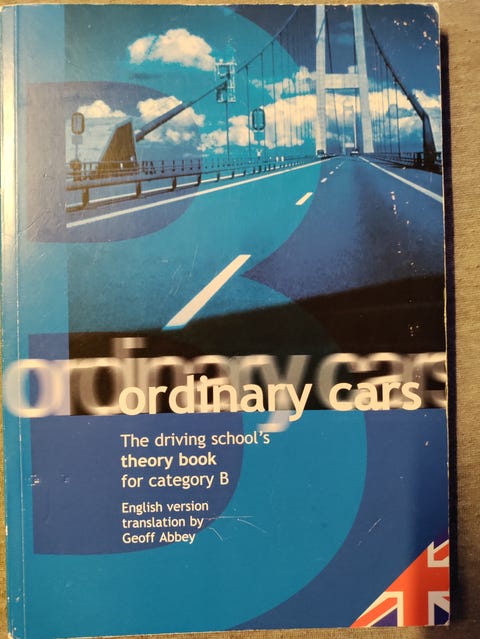 ordinary cars
ordinary cars
The driving school's
theory book
for category B
English version
translation by
Geoff Abbey